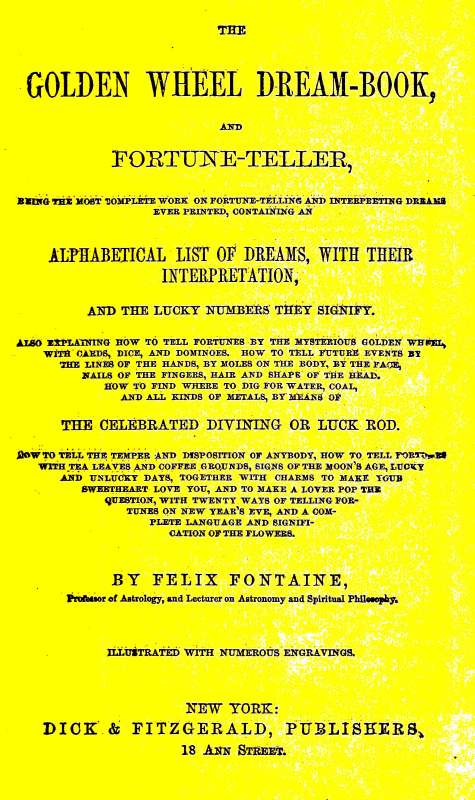 THE
GOLDEN WHEEL DREAM-BOOK,
AND
FORTUNE-TELLER,
BEING THE MOST COMPLETE WORK ON FORTUNE-TELLING AND INTERPRETING DREAMS
EVER PRINTED, CONTAINING AN
ALPHABETICAL LIST OF DREAMS, WITH THEIR
INTERPRETATION,
AND THE LUCKY NUMBERS THEY SIGNIFY.
ALSO EXPLAINING HOW TO TELL FORTUNES BY THE MYSTERIOUS GOLDEN WHEEL,
WITH CARDS, DICE, AND DOMINOES. HOW TO TELL FUTURE EVENTS BY
THE LINES OF THE HANDS, BY MOLES ON THE BODY, BY THE FACE,
NAILS OF THE FINGERS, HAIR AND SHAPE OF THE HEAD.
HOW TO FIND WHERE TO DIG FOR WATER, COAL,
AND ALL KINDS OF METALS, BY MEANS OF
THE CELEBRATED DIVINING OR LUCK ROD.
HOW TO TELL THE TEMPER AND DISPOSITION OF ANYBODY, HOW TO TELL FORTUNES
WITH TEA LEAVES AND COFFEE GROUNDS, SIGNS OF THE MOON'S AGE, LUCKY
AND UNLUCKY DAYS, TOGETHER WITH CHARMS TO MAKE YOUR
SWEETHEART LOVE YOU, AND TO MAKE A LOVER POP THE
QUESTION, WITH TWENTY WAYS OF TELLING FOR-
TUNES ON NEW YEAR'S EVE, AND A COM-
PLETE LANGUAGE AND SIGNIFI-
CATION OF THE FLOWERS.
BY FELIX FONTAINE,
Professor of Astrology, and Lecturer on Astronomy and Spiritual Philosophy.
ILLUSTRATED WITH NUMEROUS ENGRAVINGS.
NEW YORK:
DICK & FITZGERALD, PUBLISHERS,
18 ANN STREET.